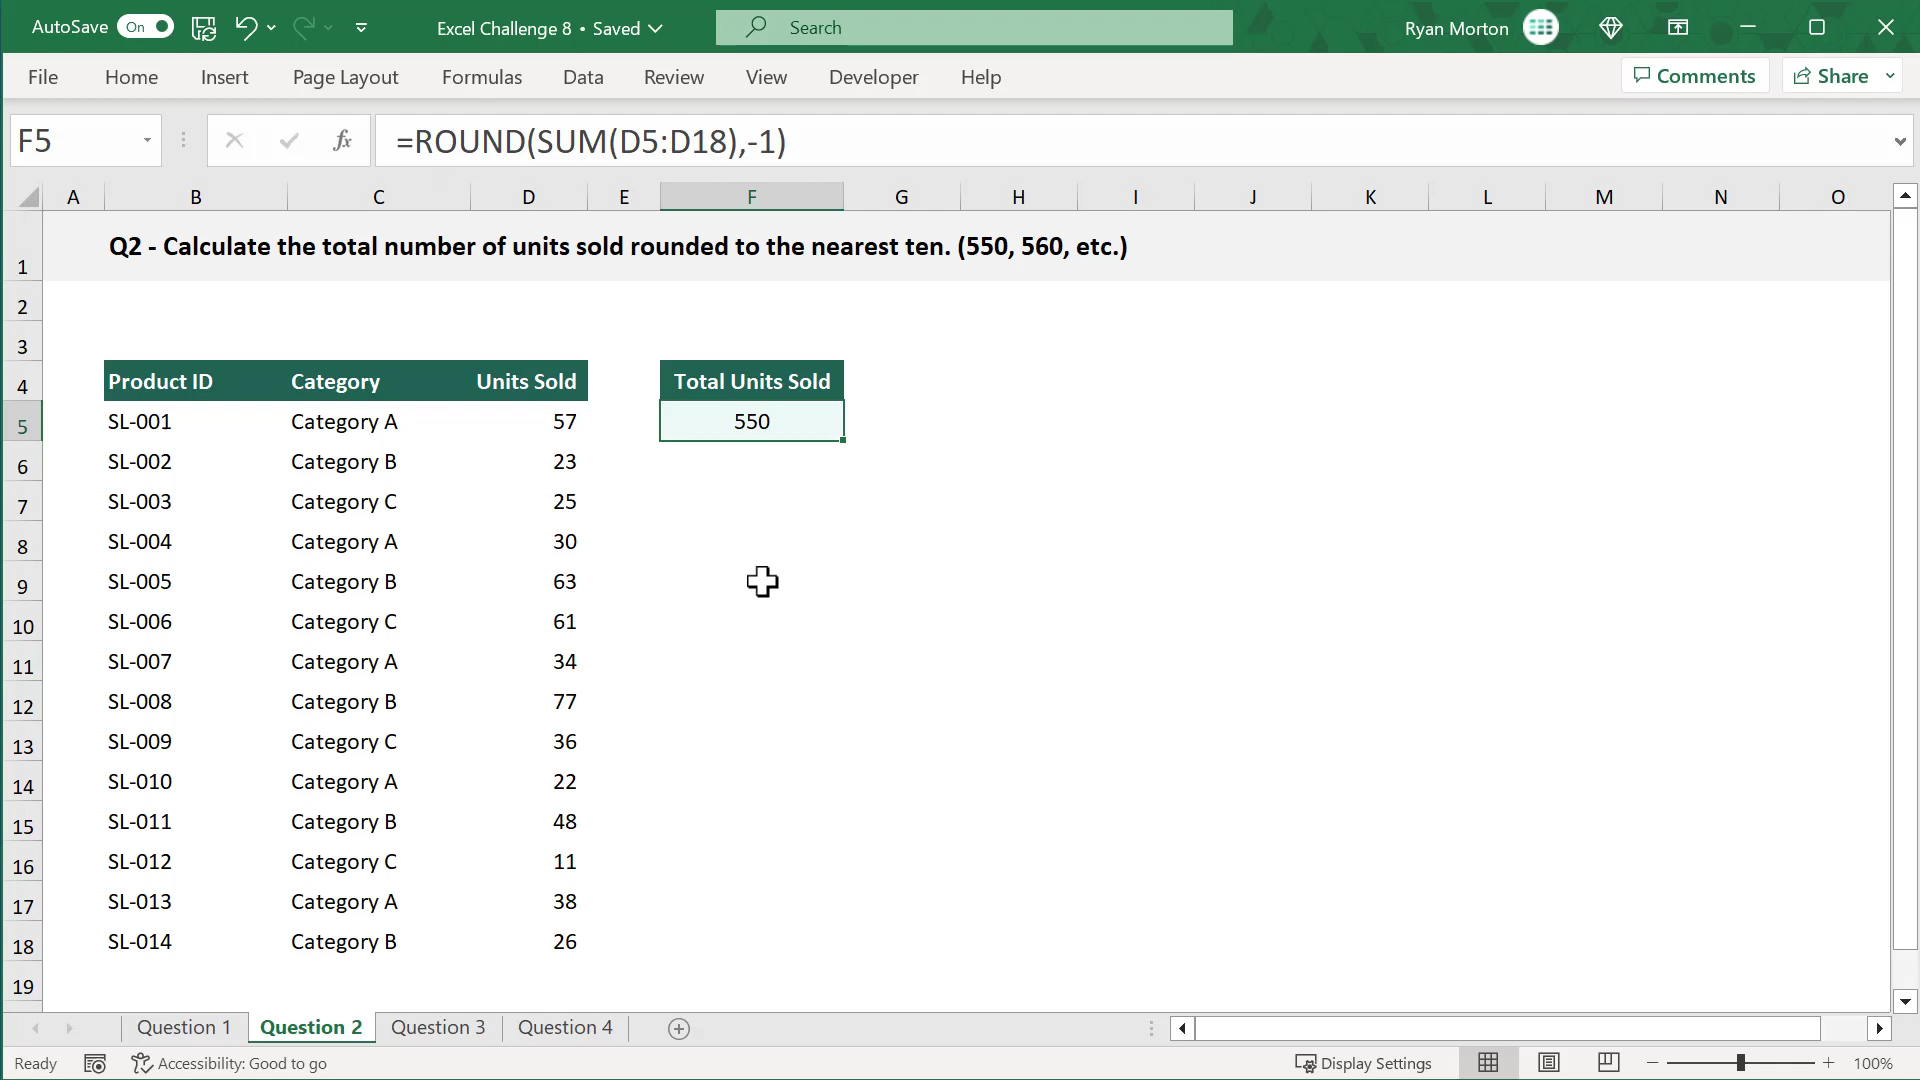 AutoSave On Excel Challenge 8 • Saved Search Ryan Morton
File Home Insert Page Layout Formulas Data Review View Developer Help Comments Share
F5 fx =ROUND(SUM(D5:D18),-1)
A B C D E F G H I J K L M N O
1 Q2 - Calculate the total number of units sold rounded to the nearest ten. (550, 560, etc.)
2
3
4 Product ID Category Units Sold Total Units Sold
5 SL-001 Category A 57 550
6 SL-002 Category B 23
7 SL-003 Category C 25
8 SL-004 Category A 30
9 SL-005 Category B 63
10 SL-006 Category C 61
11 SL-007 Category A 34
12 SL-008 Category B 77
13 SL-009 Category C 36
14 SL-010 Category A 22
15 SL-011 Category B 48
16 SL-012 Category C 11
17 SL-013 Category A 38
18 SL-014 Category B 26
19
Question 1 Question 2 Question 3 Question 4
Ready Accessibility: Good to go Display Settings 100%